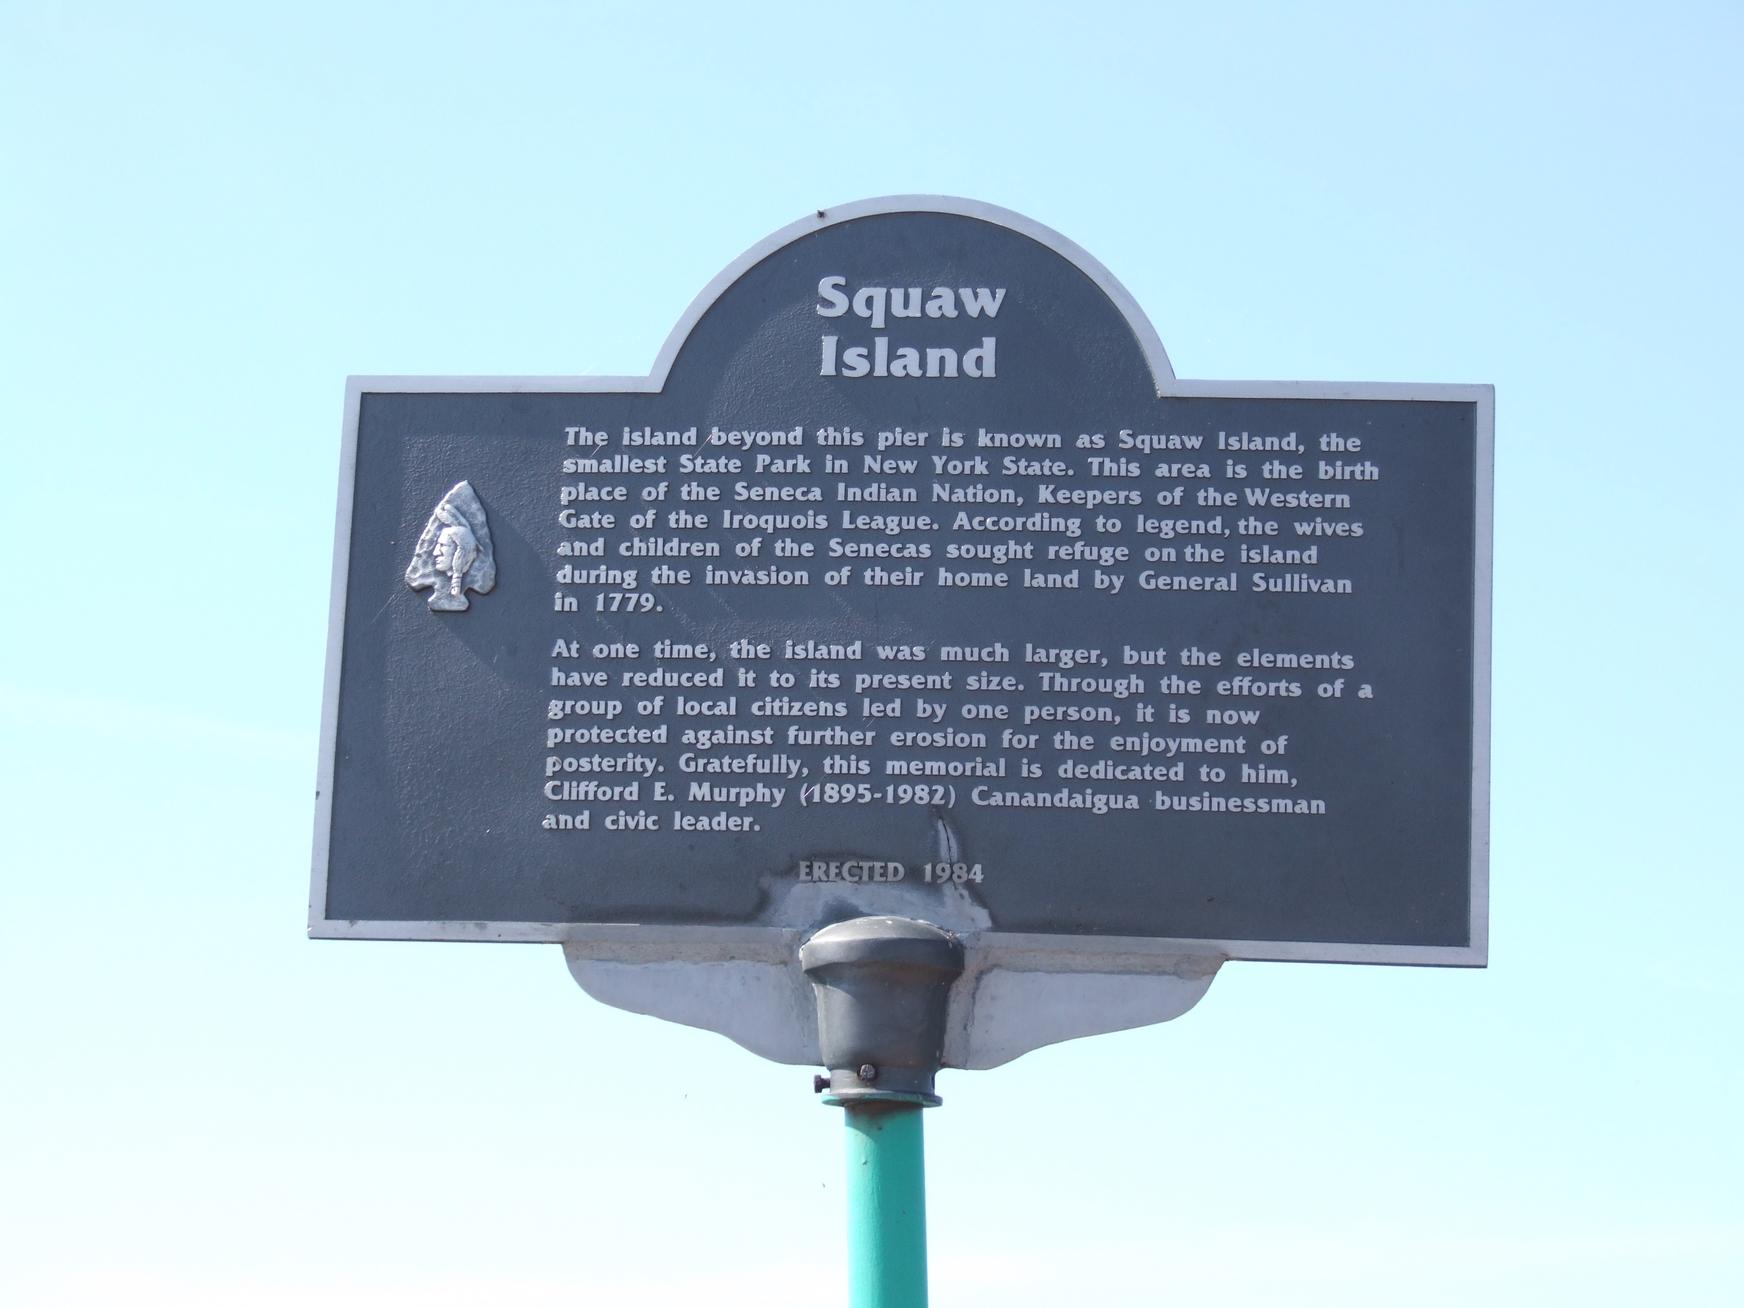 Squaw
Island
The island beyond this pier is known as Squaw Island, the
smallest State Park in New York State. This area is the birth
place of the Seneca Indian Nation, Keepers of the Western
Gate of the Iroquois League. According to legend, the wives
and children of the Senecas sought refuge on the island
during the invasion of their home land by General Sullivan
in 1779.
At one time, the island was much larger, but the elements
have reduced it to its present size. Through the efforts of a
group of local citizens led by one person, it is now
protected against further erosion for the enjoyment of
posterity. Gratefully, this memorial is dedicated to him,
Clifford E. Murphy (1895-1982) Canandaigua businessman
and civic leader.
ERECTED 1984